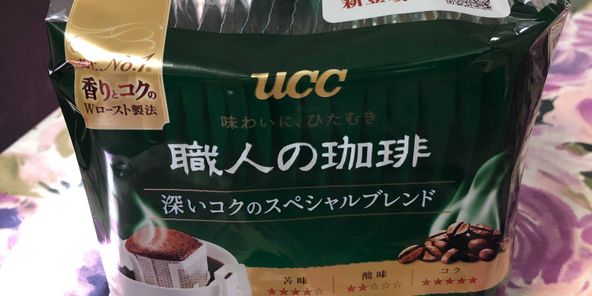 No.1
香りとコクの
Wロースト製法
UCC
味わいに、ひたむき
職人の珈琲
深いコクのスペシャルブレンド
苦味
酸味
コク